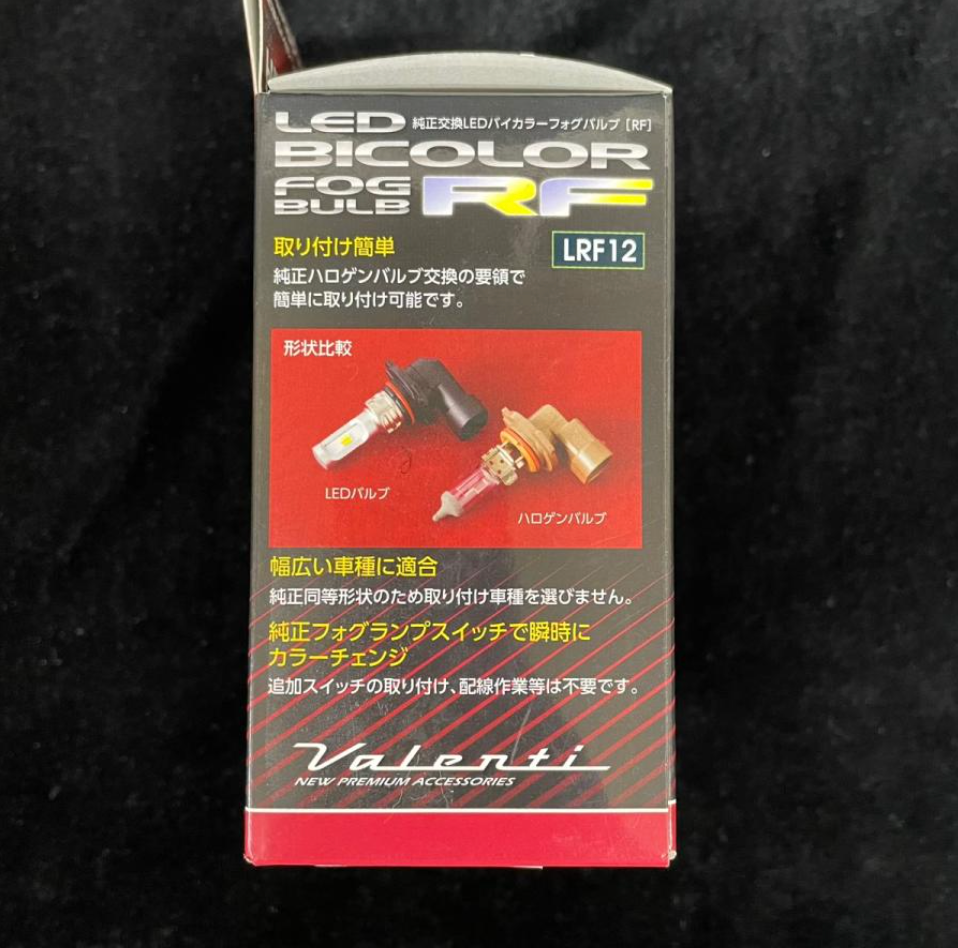 LED 純正交換LEDバイカラーフォグバルブ [RF]
BICOLOR
FOG
BULB RF
取り付け簡単
LRF12
純正ハロゲンバルブ交換の要領で
簡単に取り付け可能です。
形状比較
LEDバルブ
ハロゲンバルブ
幅広い車種に適合
純正同等形状のため取り付け車種を選びません。
純正フォグランプスイッチで瞬時に
カラーチェンジ
追加スイッチの取り付け、配線作業等は不要です。
Valenti
NEW PREMIUM ACCESSORIES